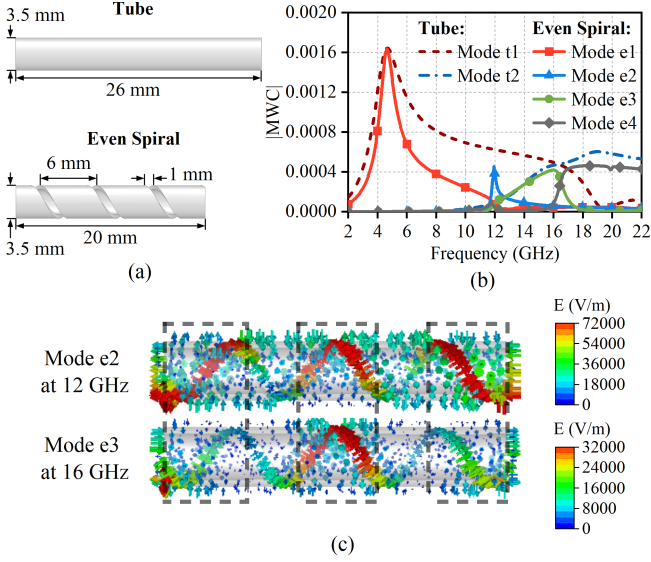 Tube
3.5 mm
26 mm
Even Spiral
6 mm
1 mm
3.5 mm
20 mm
(a)
0.0020
0.0016
0.0012
0.0008
0.0004
0.0000
|MWC|
Tube:
Mode t1
Mode t2
Even Spiral:
Mode e1
Mode e2
Mode e3
Mode e4
2 4 6 8 10 12 14 16 18 20 22
Frequency (GHz)
(b)
Mode e2
at 12 GHz
E (V/m)
72000
54000
36000
18000
0
Mode e3
at 16 GHz
E (V/m)
32000
24000
16000
8000
0
(c)